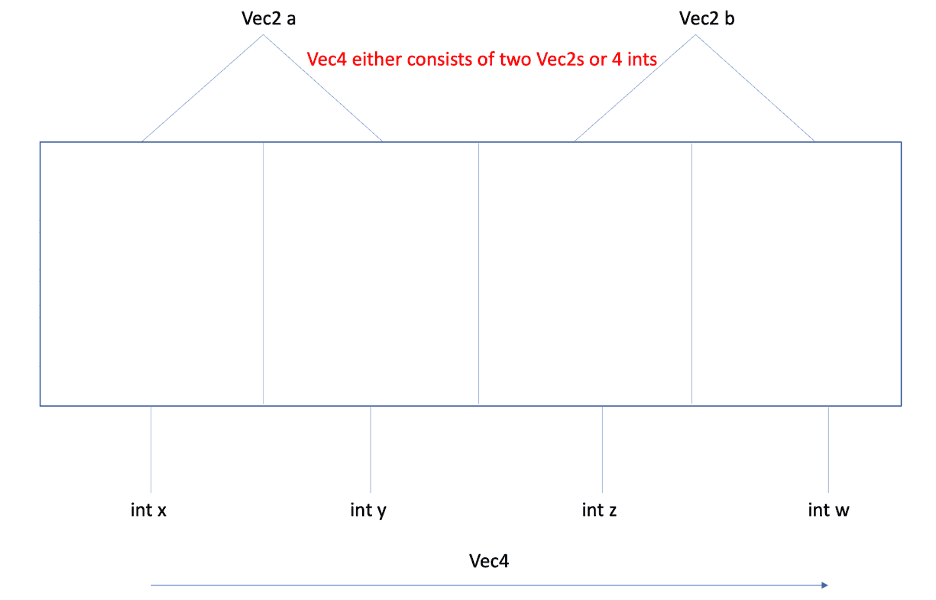 Vec2 a
Vec2 b
Vec4 either consists of two Vec2s or 4 ints
int x
int y
int z
int w
Vec4